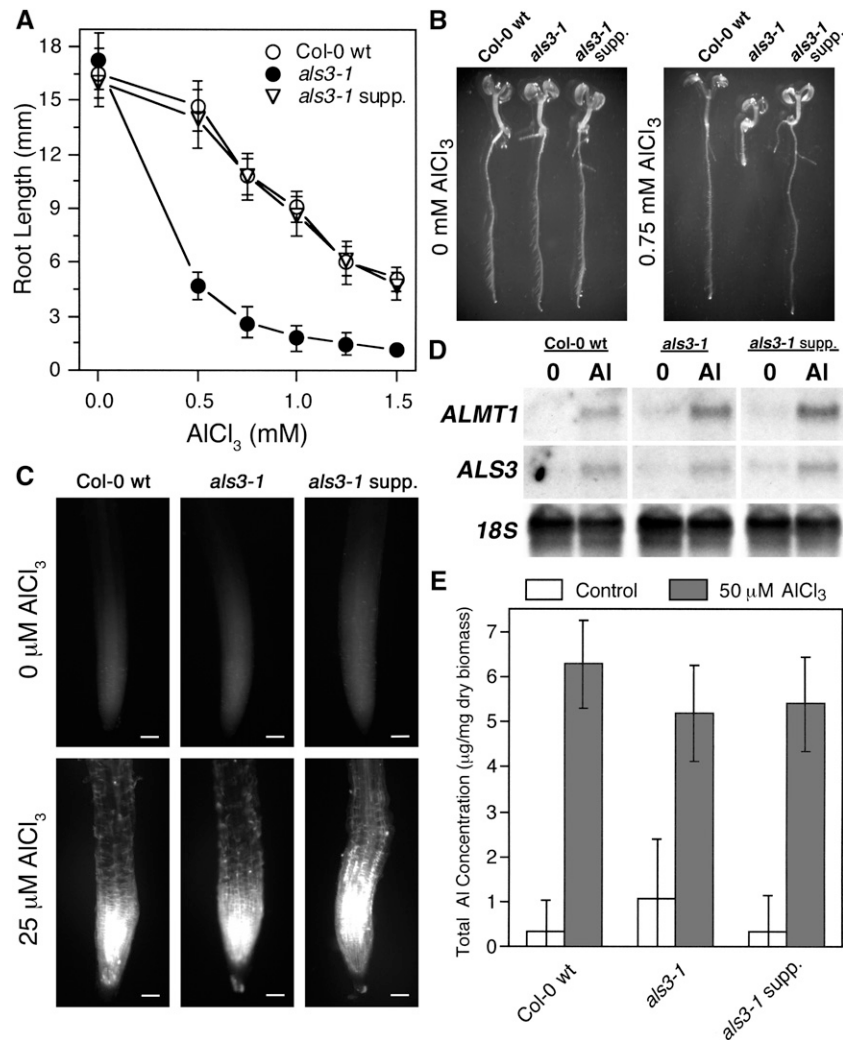 A
Root Length (mm)
18
15
12
9
6
3
0
0.0 0.5 1.0 1.5
AlCl₃ (mM)
Col-0 wt
als3-1
als3-1 supp.
B
Col-0 wt
als3-1
als3-1
supp.
0 mM AlCl₃
Col-0 wt
als3-1
als3-1
supp.
0.75 mM AlCl₃
C
Col-0 wt als3-1 als3-1 supp.
0 μM AlCl₃
25 μM AlCl₃
D
Col-0 wt als3-1 als3-1 supp.
0 Al 0 Al 0 Al
ALMT1
ALS3
18S
E
Control 50 μM AlCl₃
Total Al Concentration (μg/mg dry biomass)
7
6
5
4
3
2
1
0
Col-0 wt
als3-1
als3-1 supp.